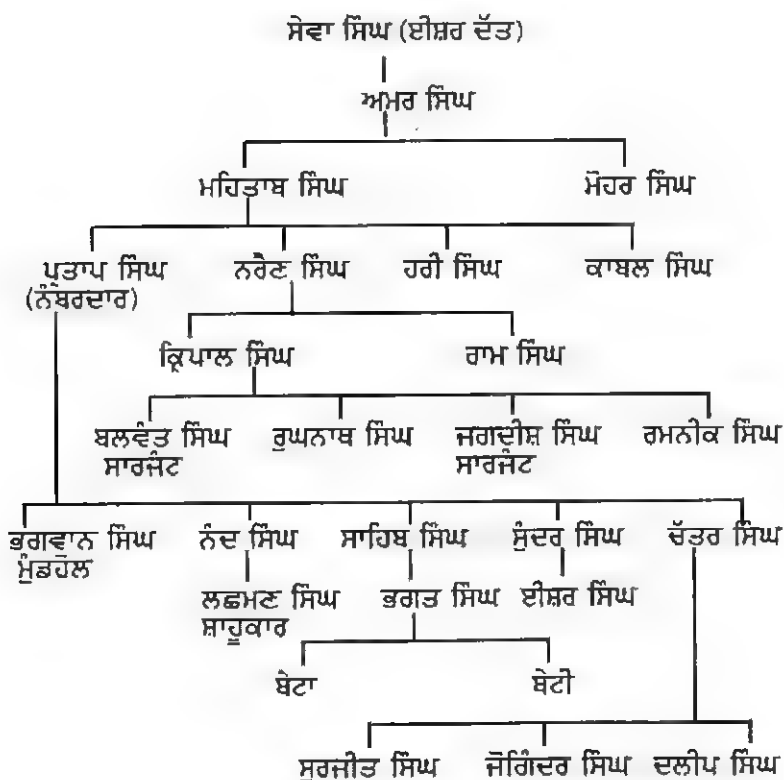 ਸੇਵਾ ਸਿੰਘ (ਈਸ਼ਰ ਦੱਤ)
ਅਮਰ ਸਿੰਘ
ਮਹਿਤਾਬ ਸਿੰਘ ਮੋਹਰ ਸਿੰਘ
ਪ੍ਰਤਾਪ ਸਿੰਘ ਨਰੈਣ ਸਿੰਘ ਹਰੀ ਸਿੰਘ ਕਾਬਲ ਸਿੰਘ
(ਨੰਬਰਦਾਰ)
ਕ੍ਰਿਪਾਲ ਸਿੰਘ ਰਾਮ ਸਿੰਘ
ਬਲਵੰਤ ਸਿੰਘ ਰੁਘਨਾਥ ਸਿੰਘ ਜਗਦੀਸ਼ ਸਿੰਘ ਰਮਨੀਕ ਸਿੰਘ
ਸਾਰਜੰਟ ਸਾਰਜੰਟ
ਭਗਵਾਨ ਸਿੰਘ ਨੰਦ ਸਿੰਘ ਸਾਹਿਬ ਸਿੰਘ ਸੁੰਦਰ ਸਿੰਘ ਚੱਤਰ ਸਿੰਘ
ਮੁੰਡਹੋਲ
ਲਛਮਣ ਸਿੰਘ ਭਗਤ ਸਿੰਘ ਈਸ਼ਰ ਸਿੰਘ
ਸ਼ਾਹੂਕਾਰ
ਬੇਟਾ ਬੇਟੀ
ਸੁਰਜੀਤ ਸਿੰਘ ਜੋਗਿੰਦਰ ਸਿੰਘ ਦਲੀਪ ਸਿੰਘ